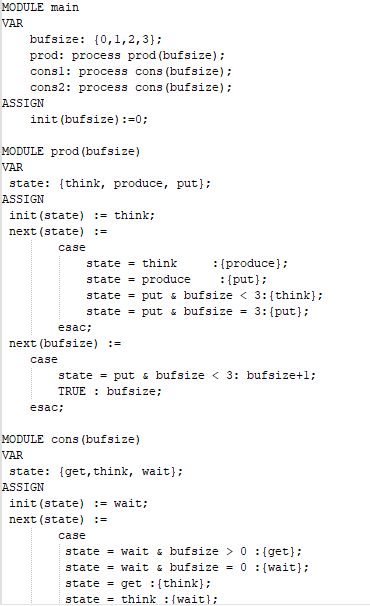 MODULE main
VAR
    bufsize: {0,1,2,3};
    prod: process prod(bufsize);
    cons1: process cons(bufsize);
    cons2: process cons(bufsize);
ASSIGN
    init(bufsize):=0;

MODULE prod(bufsize)
VAR
 state: {think, produce, put};
ASSIGN
 init(state) := think;
 next(state) :=
        case
            state = think     :{produce};
            state = produce    :{put};
            state = put & bufsize < 3:{think};
            state = put & bufsize = 3:{put};
        esac;
 next(bufsize) :=
    case
        state = put & bufsize < 3: bufsize+1;
        TRUE : bufsize;
    esac;

MODULE cons(bufsize)
VAR
 state: {get,think, wait};
ASSIGN
 init(state) := wait;
 next(state) :=
        case
         state = wait & bufsize > 0 :{get};
         state = wait & bufsize = 0 :{wait};
         state = get :{think};
         state = think :{wait};